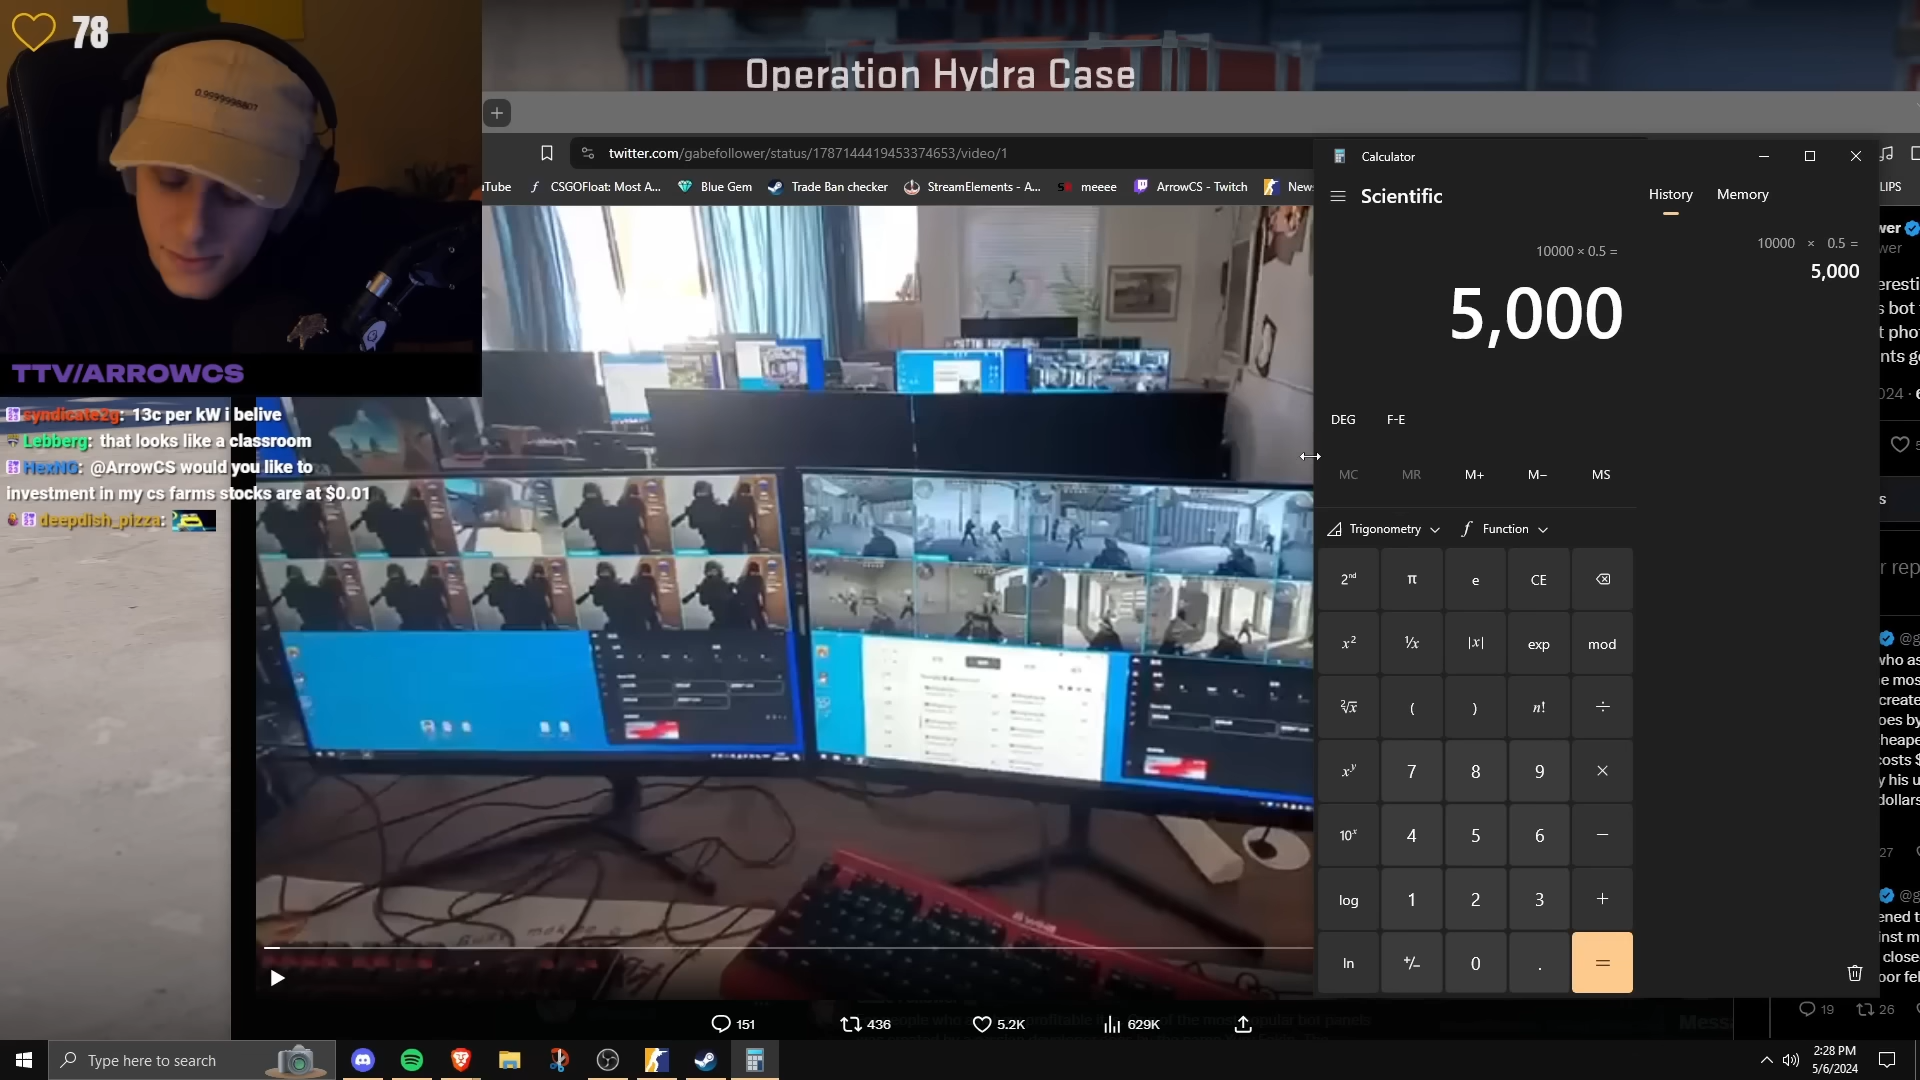 78
0.9999998807
TTV/ARROWCS
syndicate2g: 13c per kW i belive
Lebberg: that looks like a classroom
HexNG: @ArrowCS would you like to
investment in my cs farms stocks are at $0.01
deepdish_pizza:
Operation Hydra Case
twitter.com/gabefollower/status/1787144419453374653/video/1
uTube
CSGOFloat: Most A...
Blue Gem
Trade Ban checker
StreamElements - A...
meeee
ArrowCS - Twitch
News
LIPS
Calculator
Scientific
History
Memory
10000 × 0.5 =
5,000
10000 × 0.5 =
5,000
DEG
F-E
MC
MR
M+
M−
MS
Trigonometry
Function
2nd
π
e
CE
x²
1/x
|x|
exp
mod
²√x
(
)
n!
÷
xʸ
7
8
9
×
10ˣ
4
5
6
−
log
1
2
3
+
ln
+/−
0
.
=
151
436
5.2K
629K
19
26
Type here to search
2:28 PM
5/6/2024